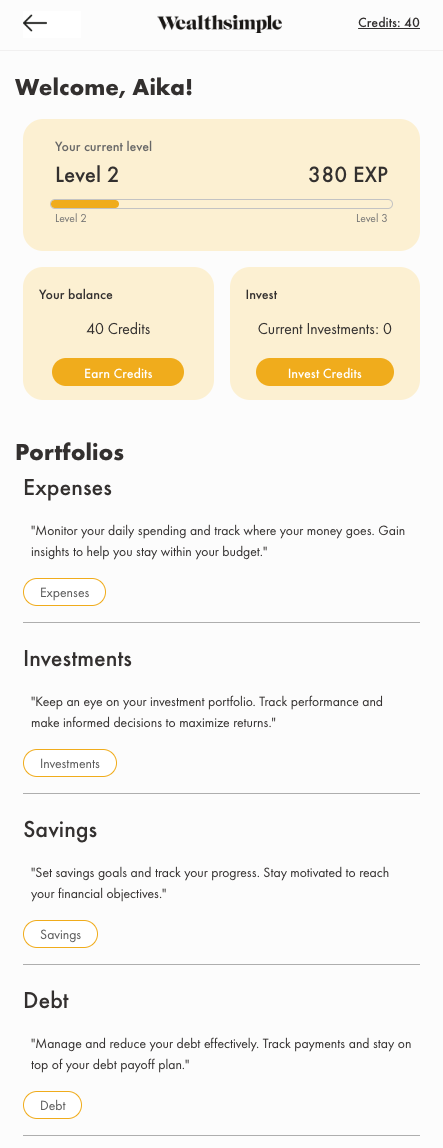 Wealthsimple
Credits: 40
Welcome, Aika!
Your current level
Level 2
380 EXP
Level 2
Level 3
Your balance
40 Credits
Earn Credits
Invest
Current Investments: 0
Invest Credits
Portfolios
Expenses
"Monitor your daily spending and track where your money goes. Gain
insights to help you stay within your budget."
Expenses
Investments
"Keep an eye on your investment portfolio. Track performance and
make informed decisions to maximize returns."
Investments
Savings
"Set savings goals and track your progress. Stay motivated to reach
your financial objectives."
Savings
Debt
"Manage and reduce your debt effectively. Track payments and stay on
top of your debt payoff plan."
Debt